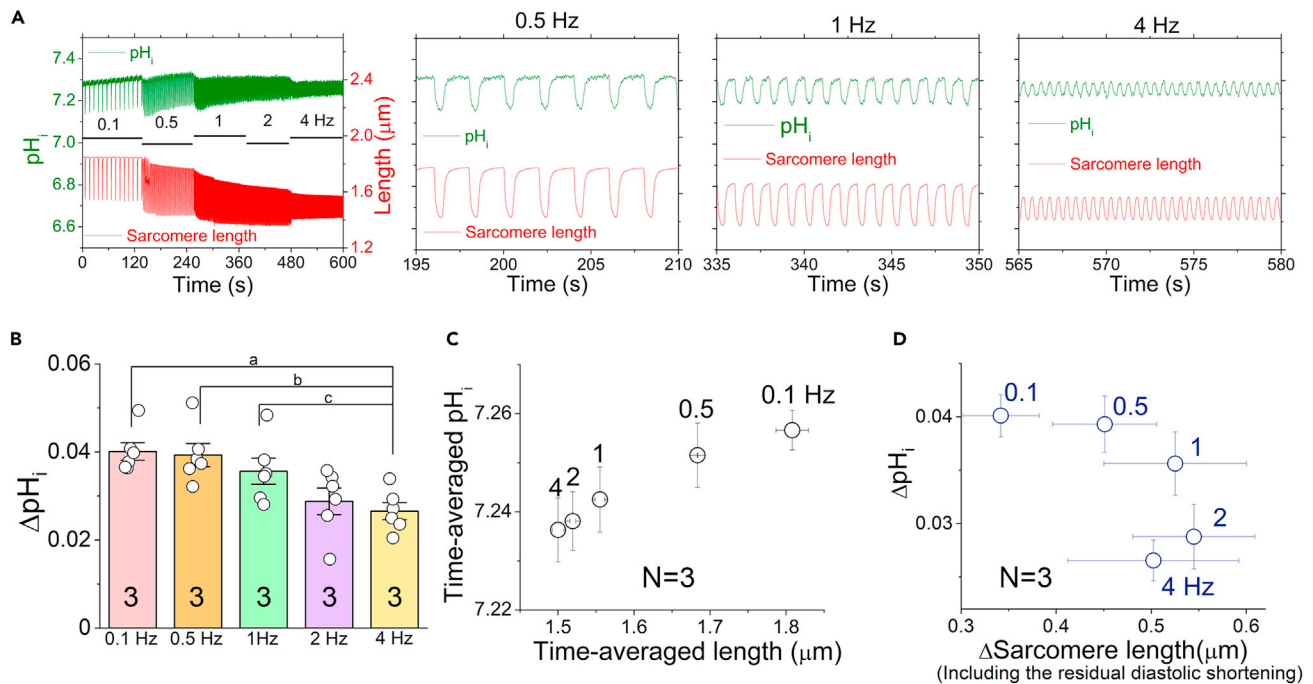 A
0.5 Hz
1 Hz
4 Hz
7.4
7.2
7.0
6.8
6.6
pHi
pHi
0.1
0.5
1
2
4 Hz
Sarcomere length
2.4
2.0
1.6
1.2
Length (μm)
0 120 240 360 480 600
Time (s)
pHi
Sarcomere length
195 200 205 210
Time (s)
pHi
Sarcomere length
335 340 345 350
Time (s)
pHi
Sarcomere length
565 570 575 580
Time (s)
B
0.06
0.04
0.02
0
ΔpHi
a
b
c
3 3 3 3 3
0.1 Hz 0.5 Hz 1Hz 2 Hz 4 Hz
C
Time-averaged pHi
7.26
7.24
7.22
4
2
1
0.5
0.1 Hz
N=3
1.5 1.6 1.7 1.8
Time-averaged length (μm)
D
ΔpHi
0.04
0.03
0.1
0.5
1
2
4 Hz
N=3
0.3 0.4 0.5 0.6
ΔSarcomere length(μm)
(Including the residual diastolic shortening)